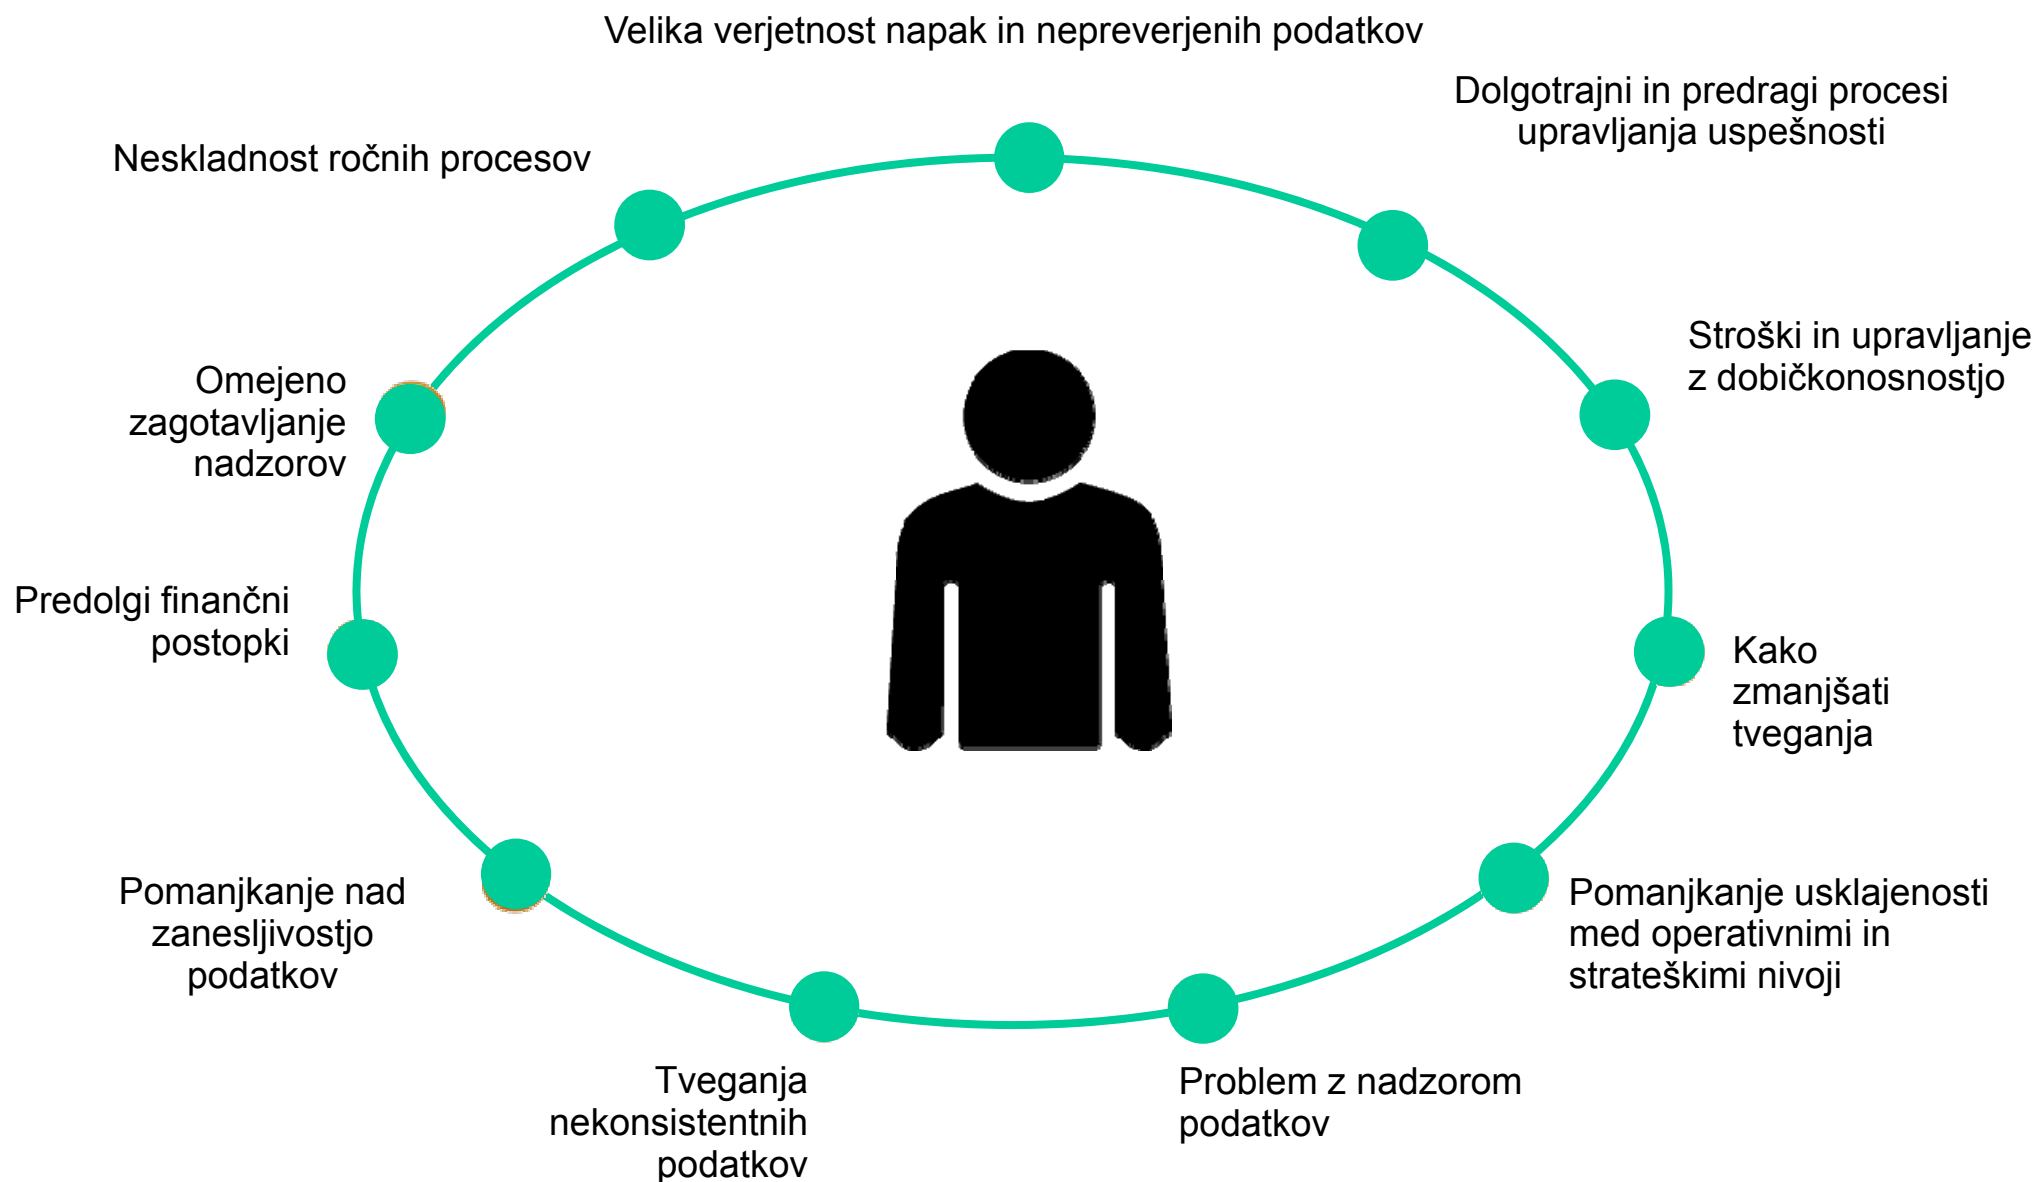 Velika verjetnost napak in nepreverjenih podatkov
Dolgotrajni in predragi procesi
upravljanja uspešnosti
Stroški in upravljanje
z dobičkonosnostjo
Kako
zmanjšati
tveganja
Pomanjkanje usklajenosti
med operativnimi in
strateškimi nivoji
Problem z nadzorom
podatkov
Tveganja
nekonsistentnih
podatkov
Pomanjkanje nad
zanesljivostjo
podatkov
Predolgi finančni
postopki
Omejeno
zagotavljanje
nadzorov
Neskladnost ročnih procesov